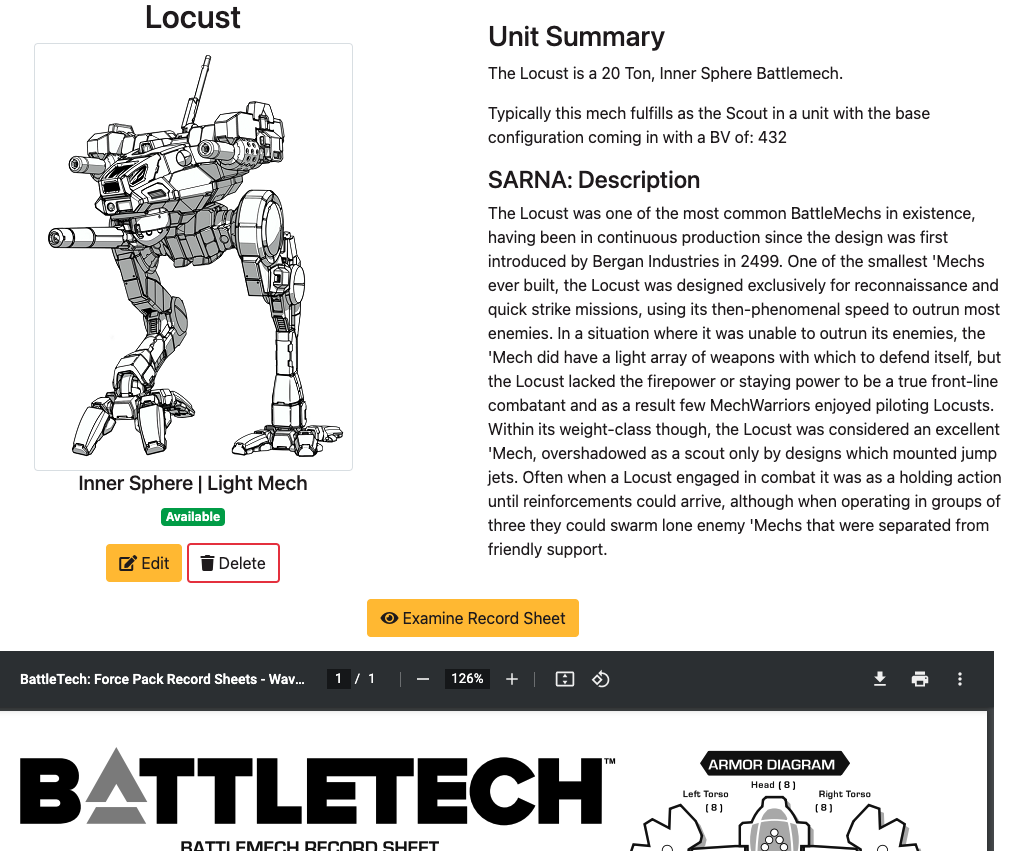 Locust
Inner Sphere | Light Mech
Available
Edit
Delete
Unit Summary
The Locust is a 20 Ton, Inner Sphere Battlemech.
Typically this mech fulfills as the Scout in a unit with the base
configuration coming in with a BV of: 432
SARNA: Description
The Locust was one of the most common BattleMechs in existence,
having been in continuous production since the design was first
introduced by Bergan Industries in 2499. One of the smallest 'Mechs
ever built, the Locust was designed exclusively for reconnaissance and
quick strike missions, using its then-phenomenal speed to outrun most
enemies. In a situation where it was unable to outrun its enemies, the
'Mech did have a light array of weapons with which to defend itself, but
the Locust lacked the firepower or staying power to be a true front-line
combatant and as a result few MechWarriors enjoyed piloting Locusts.
Within its weight-class though, the Locust was considered an excellent
'Mech, overshadowed as a scout only by designs which mounted jump
jets. Often when a Locust engaged in combat it was as a holding action
until reinforcements could arrive, although when operating in groups of
three they could swarm lone enemy 'Mechs that were separated from
friendly support.
Examine Record Sheet
BattleTech: Force Pack Record Sheets - Wav... 1 / 1 126%
BATTLETECH™
BATTLEMECH RECORD SHEET
ARMOR DIAGRAM
Head ( 8 )
Left Torso
( 8 )
Right Torso
( 8 )